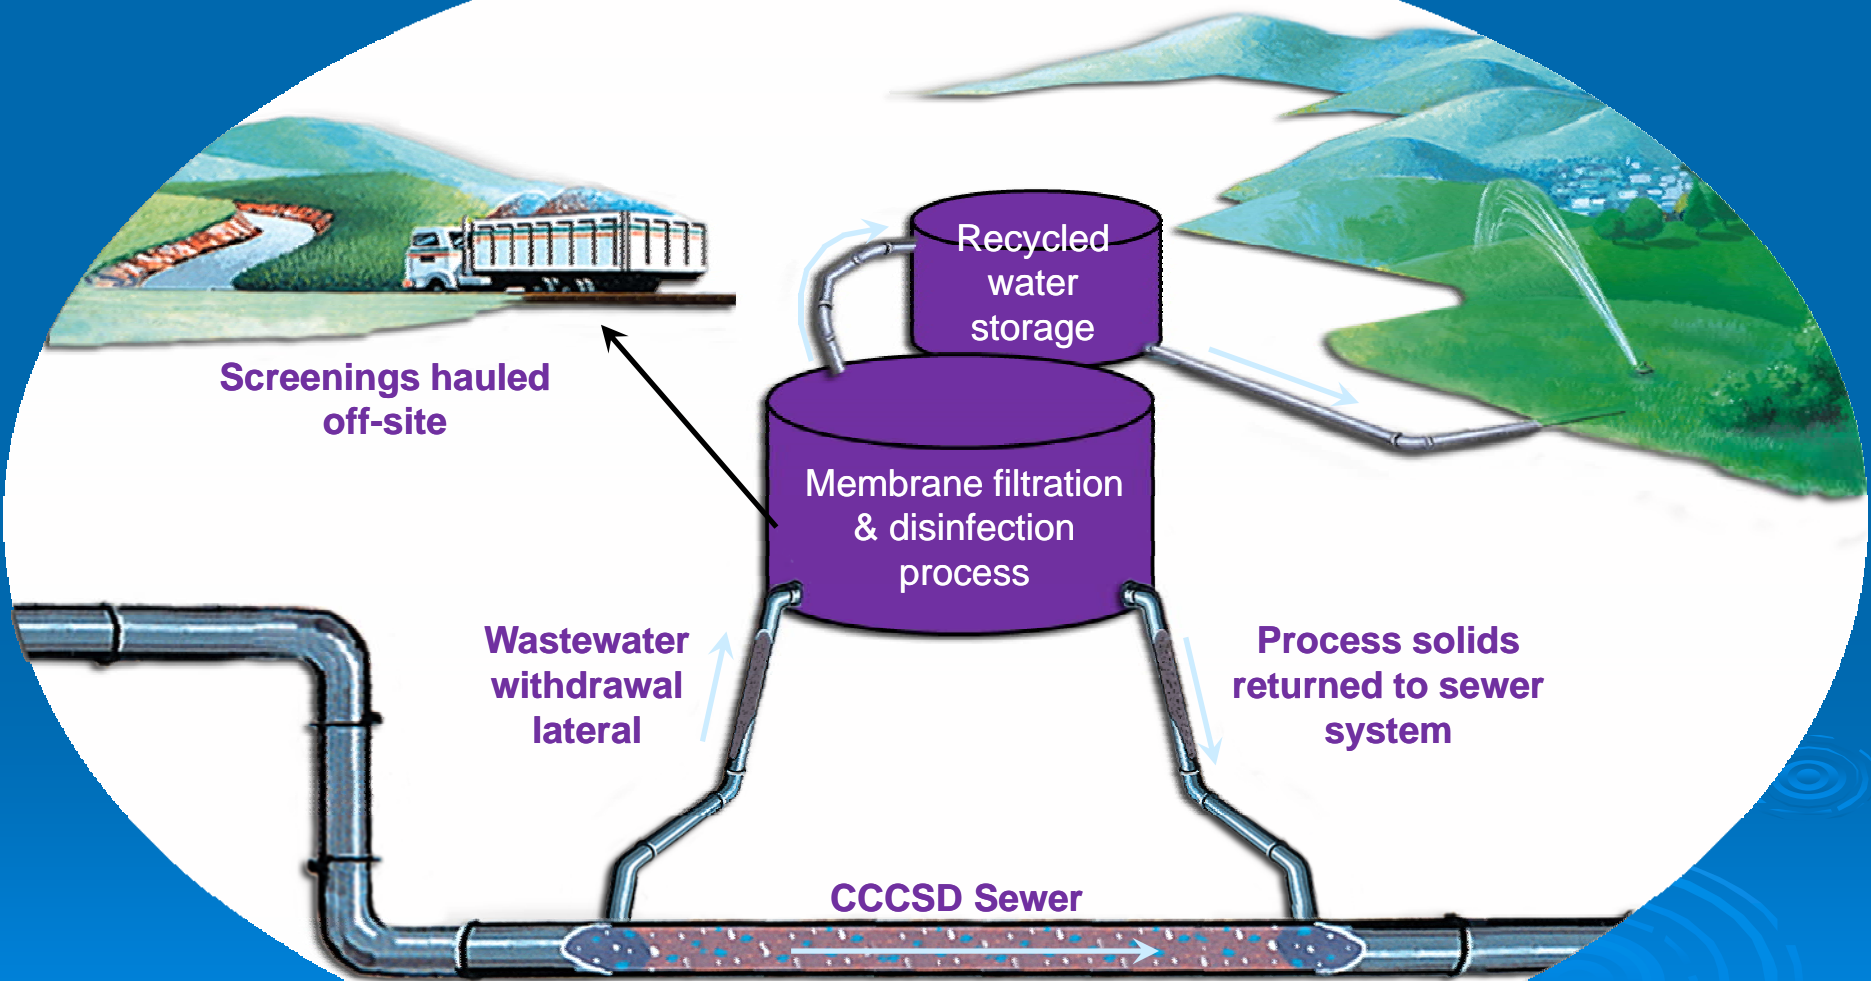 Recycled
water
storage
Screenings hauled
off-site
Membrane filtration
& disinfection
process
Wastewater
withdrawal
lateral
Process solids
returned to sewer
system
CCCSD Sewer